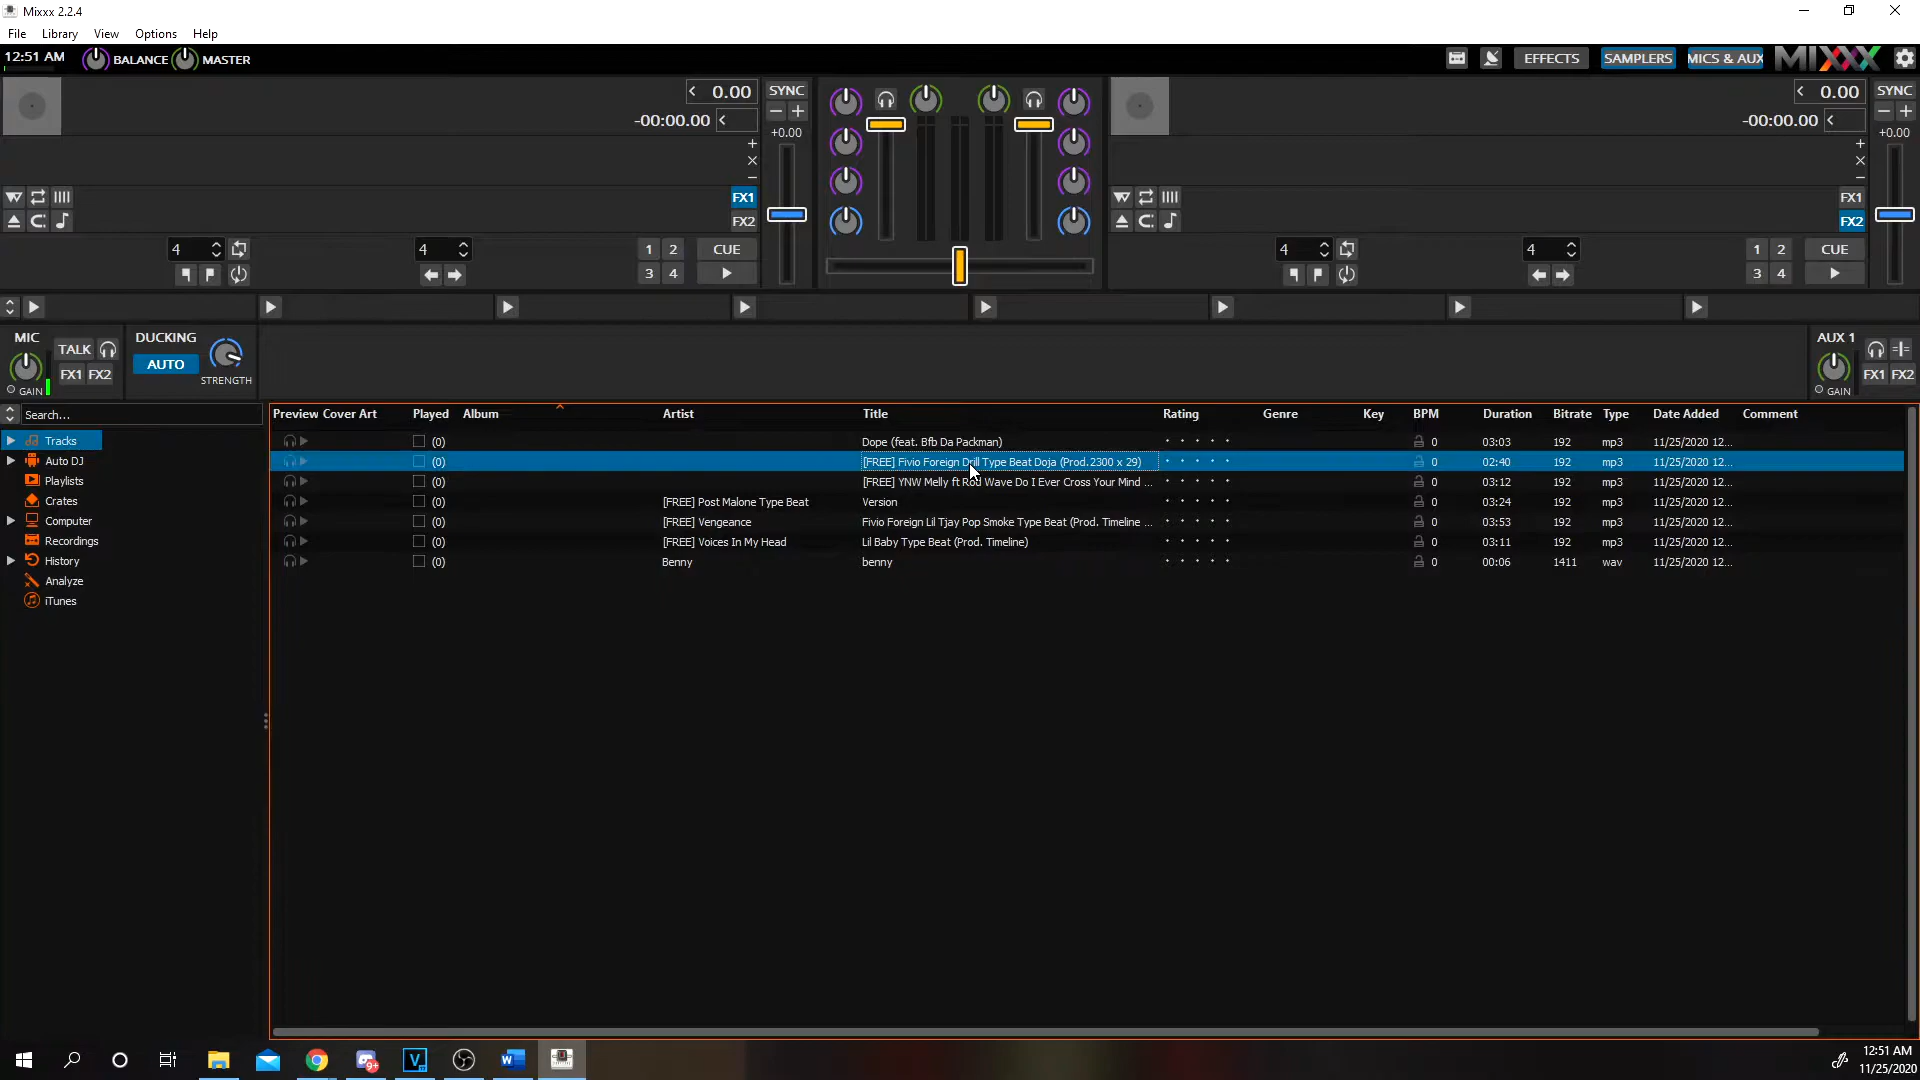 Mixxx 2.2.4
File Library View Options Help
12:51 AM BALANCE MASTER EFFECTS SAMPLERS MICS & AUX MIXXX
0.00 SYNC 0.00 SYNC
-00:00.00 +0.00 -00:00.00 +0.00
FX1 FX1
FX2 FX2
4 4 1 2 CUE 4 4 1 2 CUE
3 4 3 4
MIC DUCKING AUX 1
TALK AUTO
GAIN FX1 FX2 STRENGTH GAIN FX1 FX2
Search... Preview Cover Art Played Album Artist Title Rating Genre Key BPM Duration Bitrate Type Date Added Comment
Tracks (0) Dope (feat. Bfb Da Packman) 0 03:03 192 mp3 11/25/2020 12...
Auto DJ (0) [FREE] Fivio Foreign Drill Type Beat Doja (Prod.2300 x 29) 0 02:40 192 mp3 11/25/2020 12...
Playlists (0) [FREE] YNW Melly ft Rod Wave Do I Ever Cross Your Mind ... 0 03:12 192 mp3 11/25/2020 12...
Crates (0) [FREE] Post Malone Type Beat Version 0 03:24 192 mp3 11/25/2020 12...
Computer (0) [FREE] Vengeance Fivio Foreign Lil Tjay Pop Smoke Type Beat (Prod. Timeline ... 0 03:53 192 mp3 11/25/2020 12...
Recordings (0) [FREE] Voices In My Head Lil Baby Type Beat (Prod. Timeline) 0 03:11 192 mp3 11/25/2020 12...
History (0) Benny benny 0 00:06 1411 wav 11/25/2020 12...
Analyze
iTunes
9+ V W 12:51 AM
11/25/2020